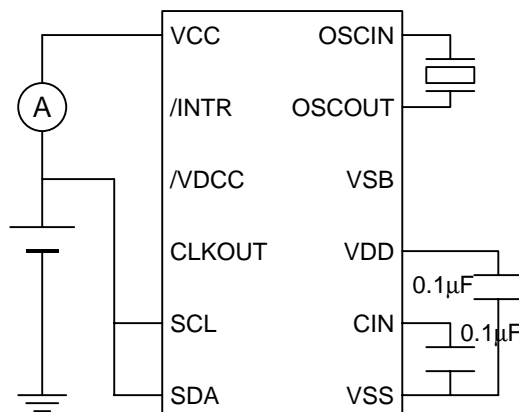 VCC OSCIN
A
/INTR OSCOUT
/VDCC VSB
CLKOUT VDD
0.1μF
SCL CIN
0.1μF
SDA VSS